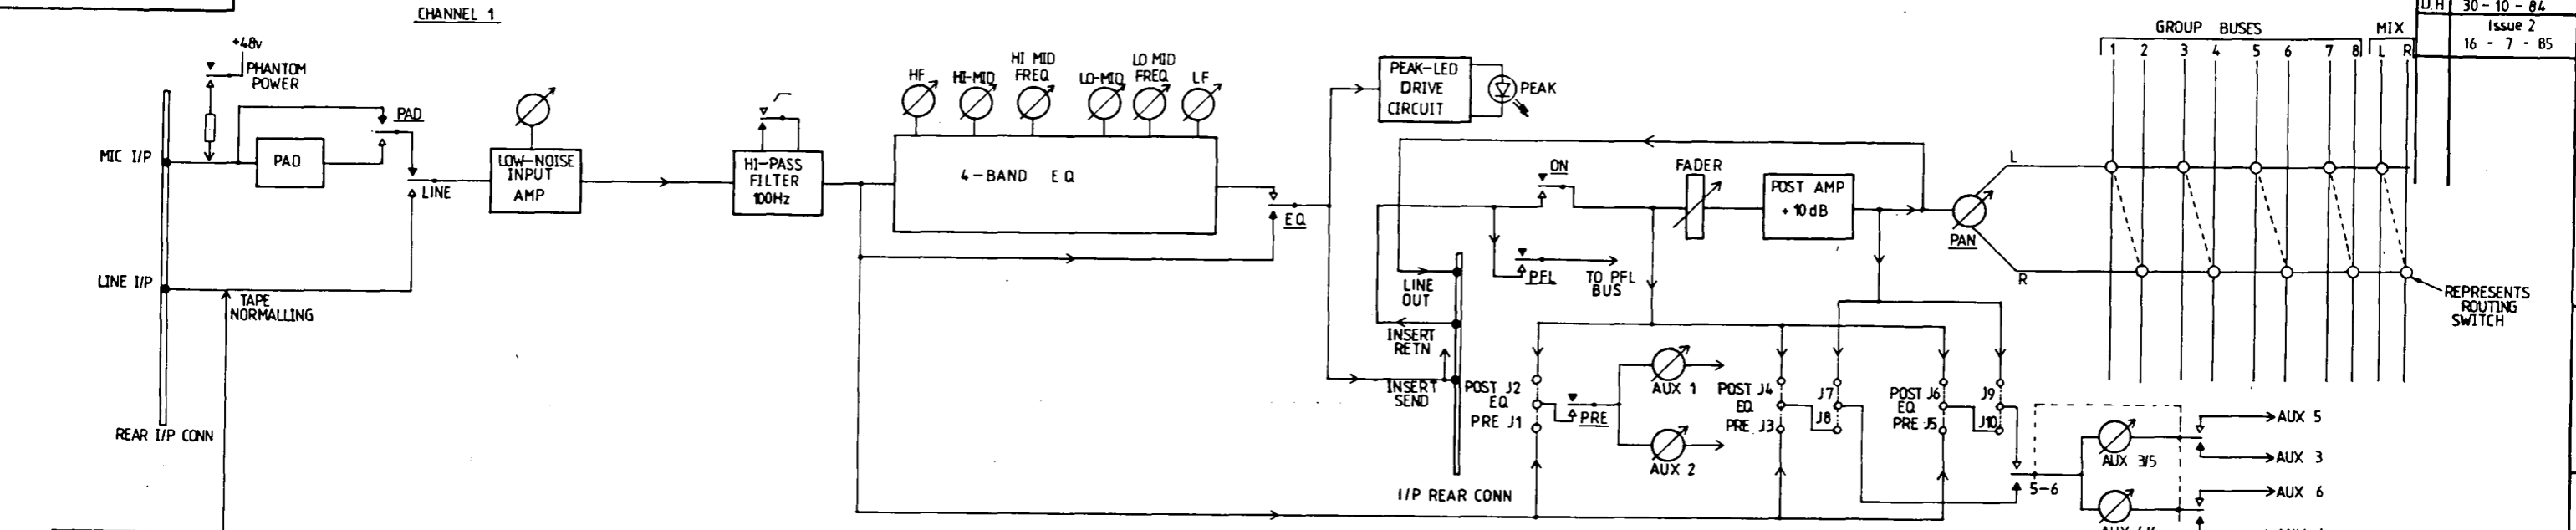 CHANNEL 1
D.H 30 - 10 - 84
Issue 2
16 - 7 - 85
GROUP BUSES
MIX
1 2 3 4 5 6 7 8 L R
+48v
PHANTOM
POWER
PAD
MIC I/P
PAD
LINE
LINE I/P
TAPE
NORMALLING
REAR I/P CONN
LOW-NOISE
INPUT
AMP
HI-PASS
FILTER
100Hz
HF
HI-MID
HI MID
FREQ
LO-MID
LO MID
FREQ
LF
4-BAND EQ
EQ
PEAK-LED
DRIVE
CIRCUIT
PEAK
ON
FADER
POST AMP
+ 10dB
L
PAN
R
REPRESENTS
ROUTING
SWITCH
LINE
OUT
PFL
TO PFL
BUS
INSERT
RETN
INSERT
SEND
I/P REAR CONN
POST J2
EQ
PRE J1
PRE
AUX 1
AUX 2
POST J4
EQ
PRE J3
J7
J8
POST J6
EQ
PRE J5
J9
J10
5-6
AUX 3/5
AUX 5
AUX 3
AUX 6